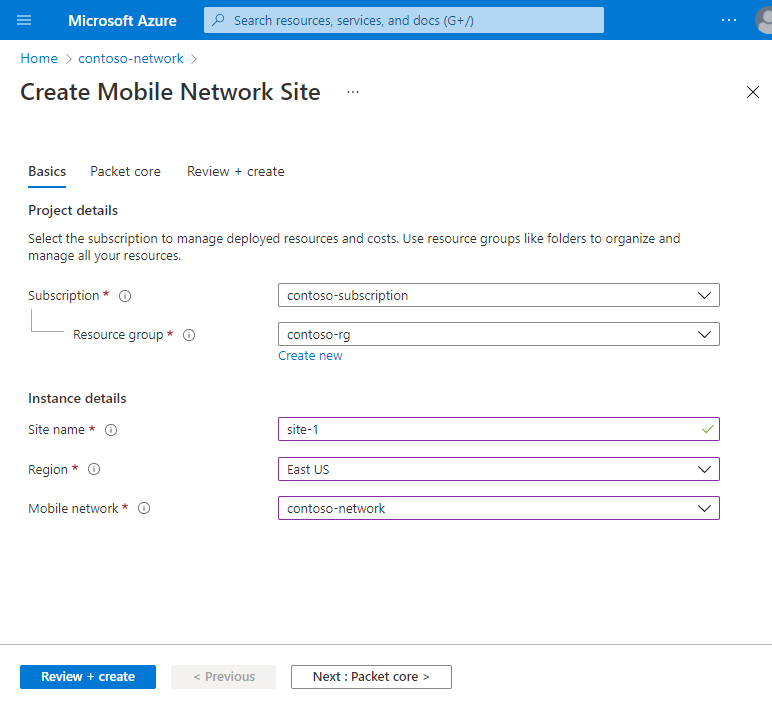 Microsoft Azure
Search resources, services, and docs (G+/)
Home > contoso-network >
Create Mobile Network Site ...
Basics Packet core Review + create
Project details
Select the subscription to manage deployed resources and costs. Use resource groups like folders to organize and
manage all your resources.
Subscription * contoso-subscription
Resource group * contoso-rg
Create new
Instance details
Site name * site-1
Region * East US
Mobile network * contoso-network
Review + create < Previous Next : Packet core >